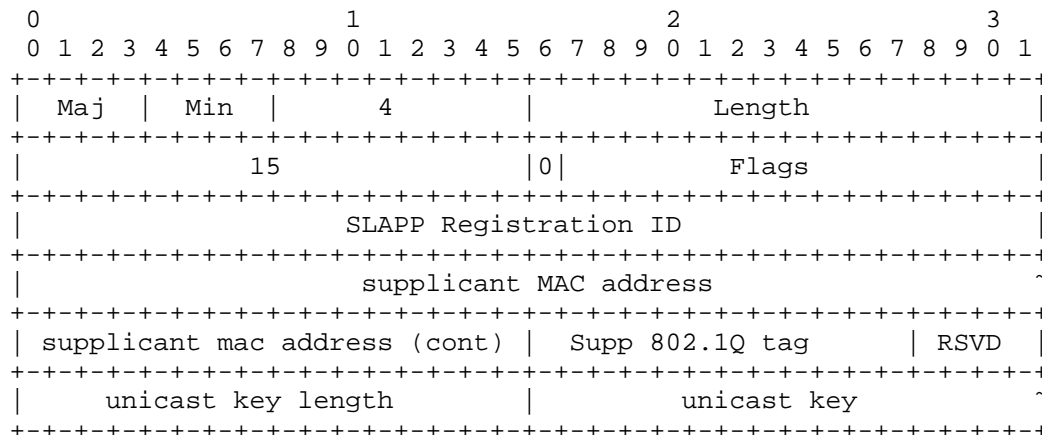 0                   1                   2                   3
 0 1 2 3 4 5 6 7 8 9 0 1 2 3 4 5 6 7 8 9 0 1 2 3 4 5 6 7 8 9 0 1
+-+-+-+-+-+-+-+-+-+-+-+-+-+-+-+-+-+-+-+-+-+-+-+-+-+-+-+-+-+-+-+-+
|  Maj  |  Min  |      4        |           Length              |
+-+-+-+-+-+-+-+-+-+-+-+-+-+-+-+-+-+-+-+-+-+-+-+-+-+-+-+-+-+-+-+-+
|              15               |0|          Flags              |
+-+-+-+-+-+-+-+-+-+-+-+-+-+-+-+-+-+-+-+-+-+-+-+-+-+-+-+-+-+-+-+-+
|                    SLAPP Registration ID                      |
+-+-+-+-+-+-+-+-+-+-+-+-+-+-+-+-+-+-+-+-+-+-+-+-+-+-+-+-+-+-+-+-+
|                     supplicant MAC address                    ~
+-+-+-+-+-+-+-+-+-+-+-+-+-+-+-+-+-+-+-+-+-+-+-+-+-+-+-+-+-+-+-+-+
| supplicant mac address (cont) |  Supp 802.1Q tag      | RSVD  |
+-+-+-+-+-+-+-+-+-+-+-+-+-+-+-+-+-+-+-+-+-+-+-+-+-+-+-+-+-+-+-+-+
|     unicast key length        |         unicast key           ~
+-+-+-+-+-+-+-+-+-+-+-+-+-+-+-+-+-+-+-+-+-+-+-+-+-+-+-+-+-+-+-+-+